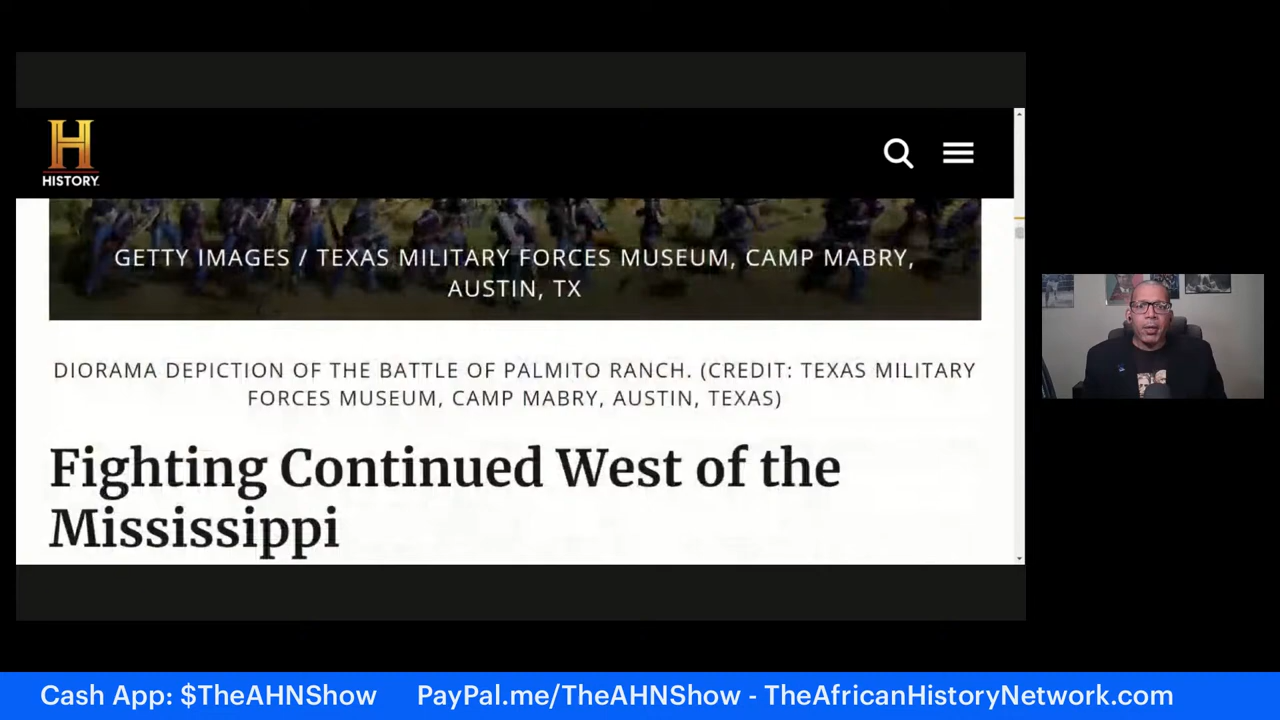 H
HISTORY
GETTY IMAGES / TEXAS MILITARY FORCES MUSEUM, CAMP MABRY,
AUSTIN, TX
DIORAMA DEPICTION OF THE BATTLE OF PALMITO RANCH. (CREDIT: TEXAS MILITARY
FORCES MUSEUM, CAMP MABRY, AUSTIN, TEXAS)
Fighting Continued West of the
Mississippi
Cash App: $TheAHNShow PayPal.me/TheAHNShow - TheAfricanHistoryNetwork.com